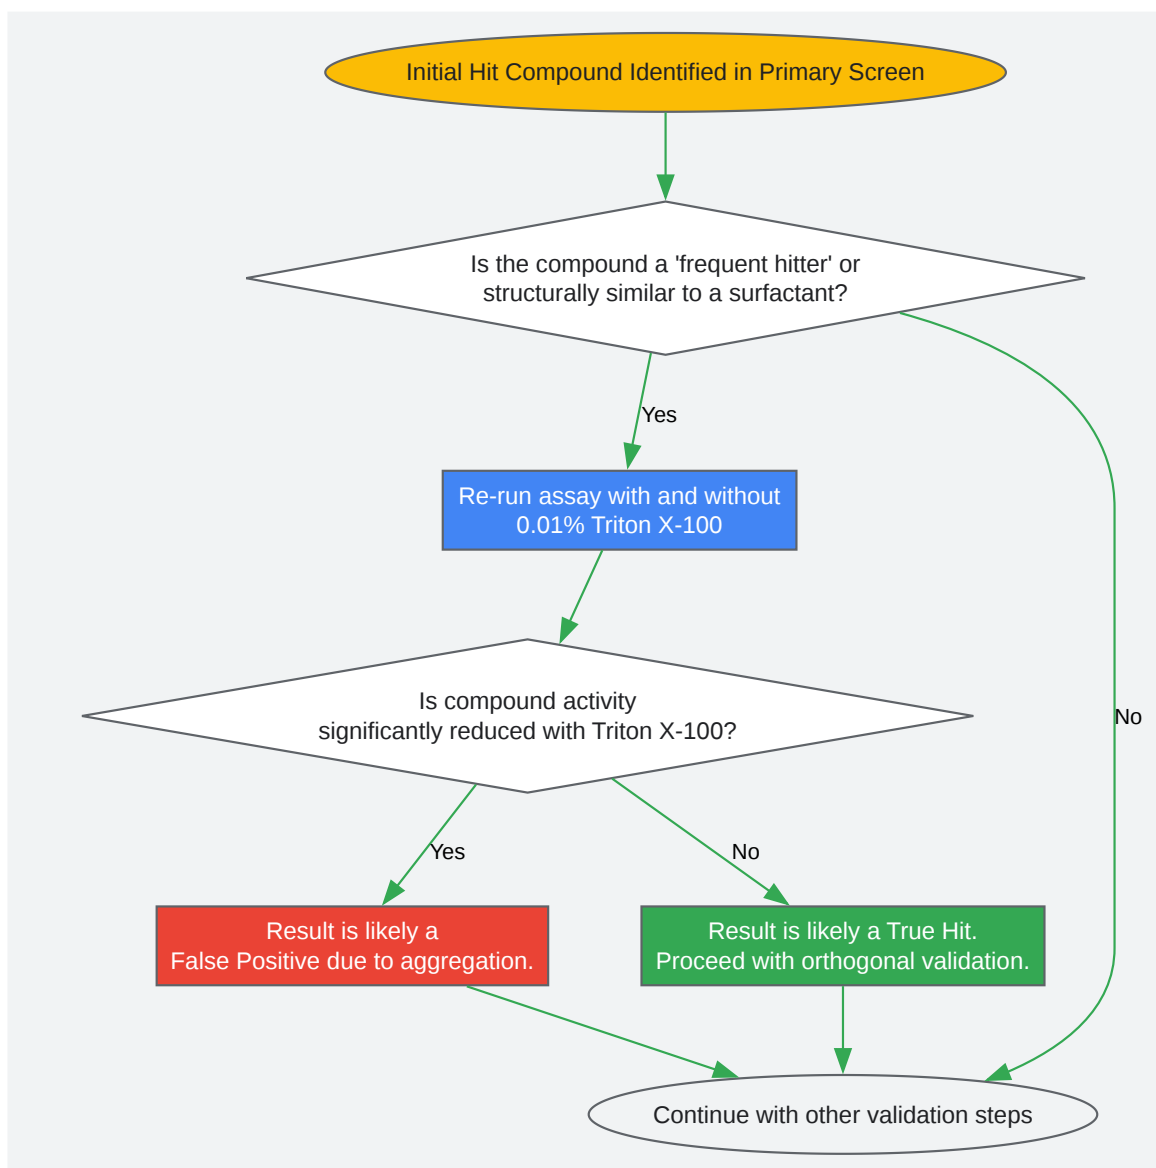 Initial Hit Compound Identified in Primary Screen
Is the compound a 'frequent hitter' or
structurally similar to a surfactant?
Yes
Re-run assay with and without
0.01% Triton X-100
Is compound activity
significantly reduced with Triton X-100?
No
Yes
No
Result is likely a
False Positive due to aggregation.
Result is likely a True Hit.
Proceed with orthogonal validation.
Continue with other validation steps